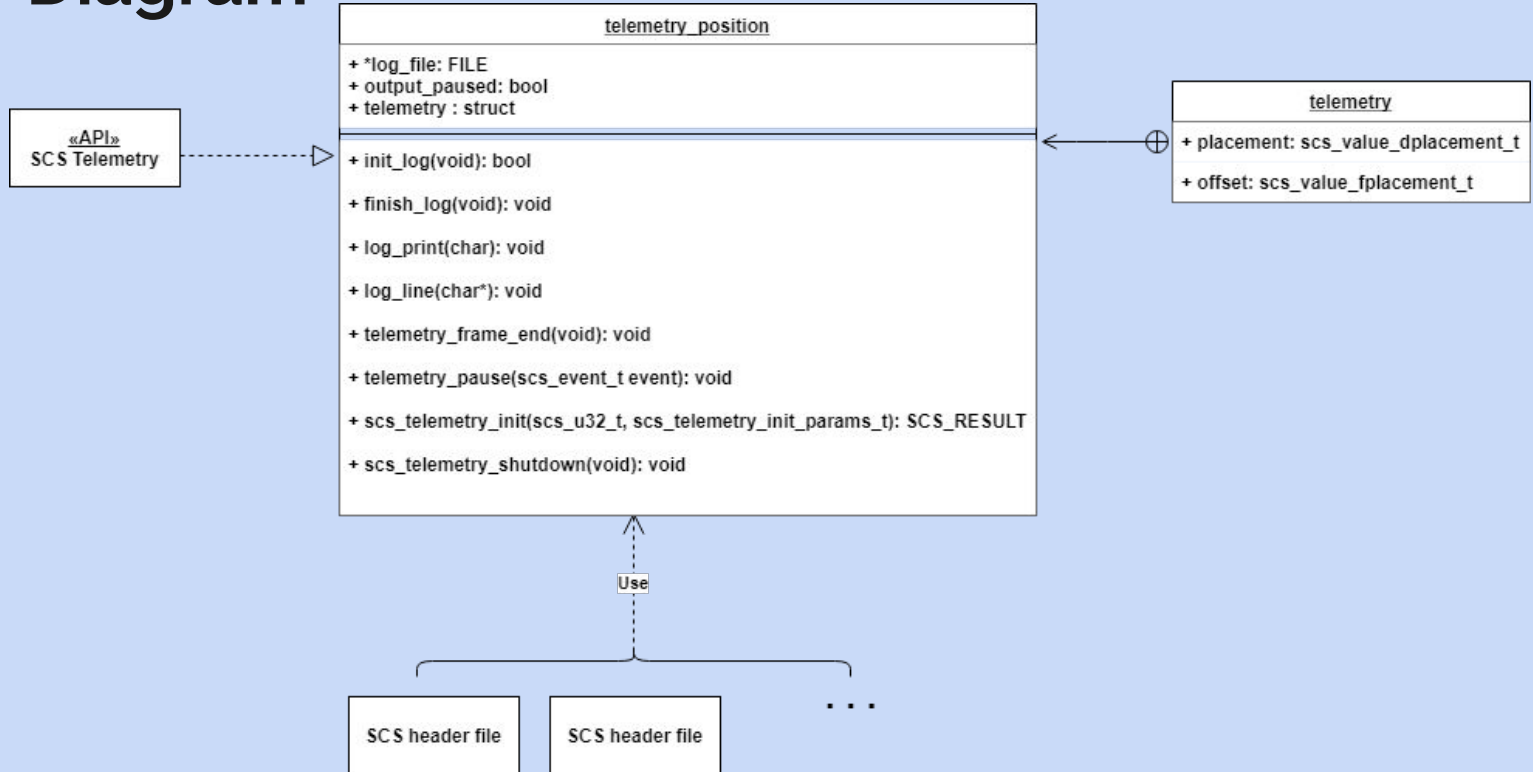 Diagram
telemetry_position
+ *log_file: FILE
+ output_paused: bool
+ telemetry : struct
«API»
SCS Telemetry
+ init_log(void): bool
+ finish_log(void): void
+ log_print(char): void
+ log_line(char*): void
+ telemetry_frame_end(void): void
+ telemetry_pause(scs_event_t event): void
+ scs_telemetry_init(scs_u32_t, scs_telemetry_init_params_t): SCS_RESULT
+ scs_telemetry_shutdown(void): void
telemetry
+ placement: scs_value_dplacement_t
+ offset: scs_value_fplacement_t
Use
SCS header file
SCS header file
. . .